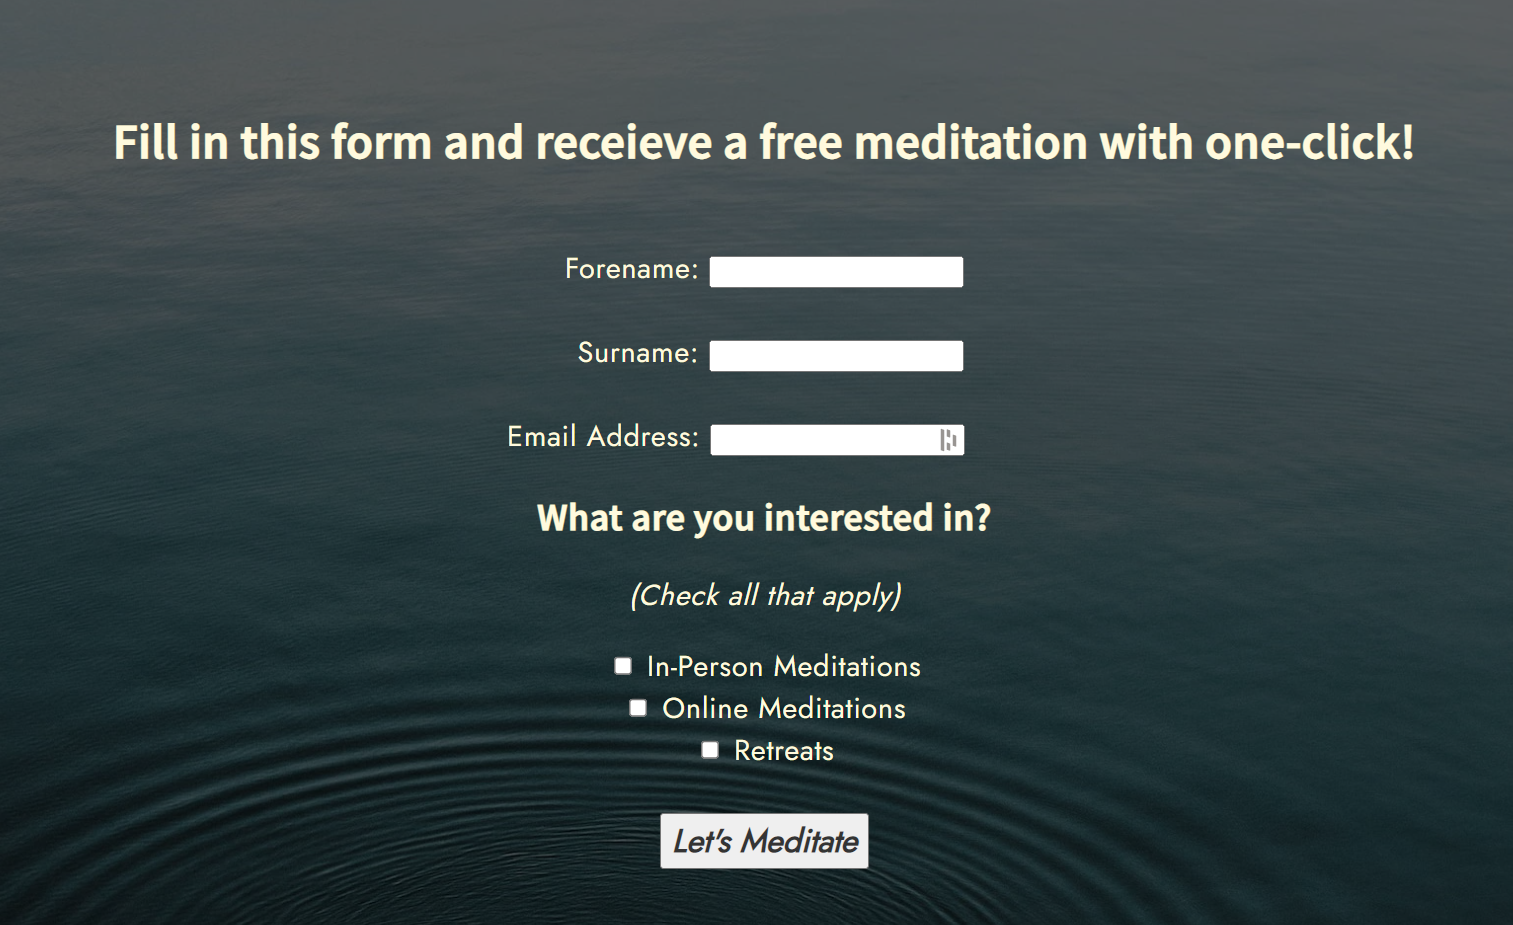 Fill in this form and receieve a free meditation with one-click!
Forename:
Surname:
Email Address:
What are you interested in?
(Check all that apply)
In-Person Meditations
Online Meditations
Retreats
Let's Meditate